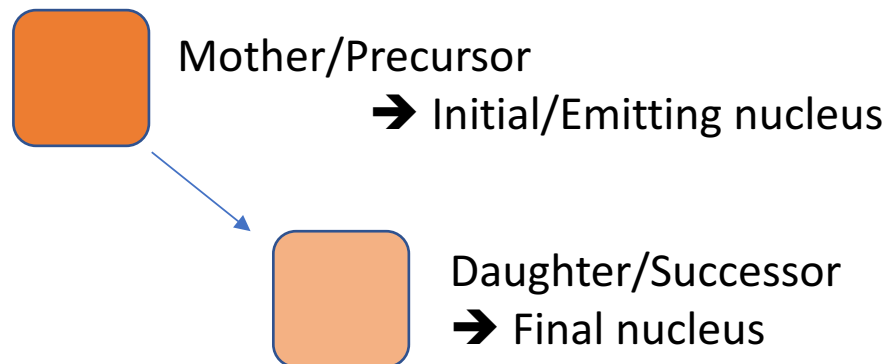 Mother/Precursor
➔ Initial/Emitting nucleus
Daughter/Successor
➔ Final nucleus